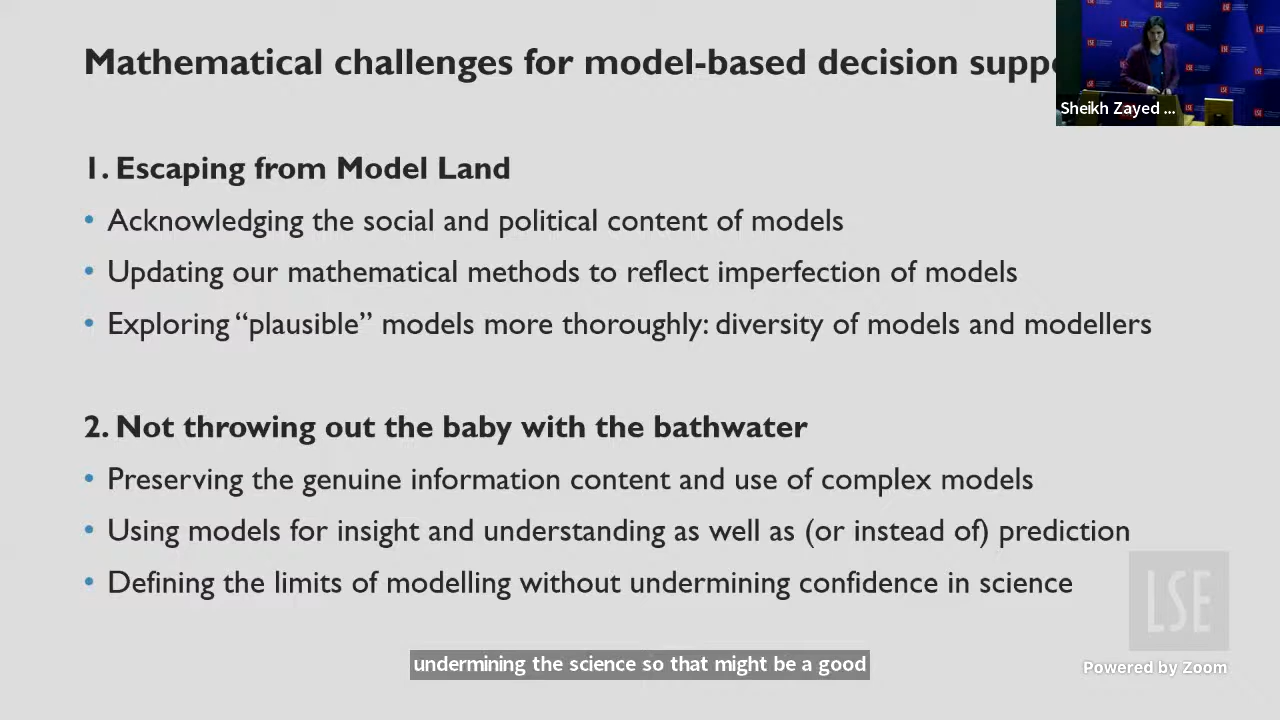 Mathematical challenges for model-based decision suppo
Sheikh Zayed ...
1. Escaping from Model Land
• Acknowledging the social and political content of models
• Updating our mathematical methods to reflect imperfection of models
• Exploring “plausible” models more thoroughly: diversity of models and modellers
2. Not throwing out the baby with the bathwater
• Preserving the genuine information content and use of complex models
• Using models for insight and understanding as well as (or instead of) prediction
• Defining the limits of modelling without undermining confidence in science
LSE
undermining the science so that might be a good
Powered by Zoom